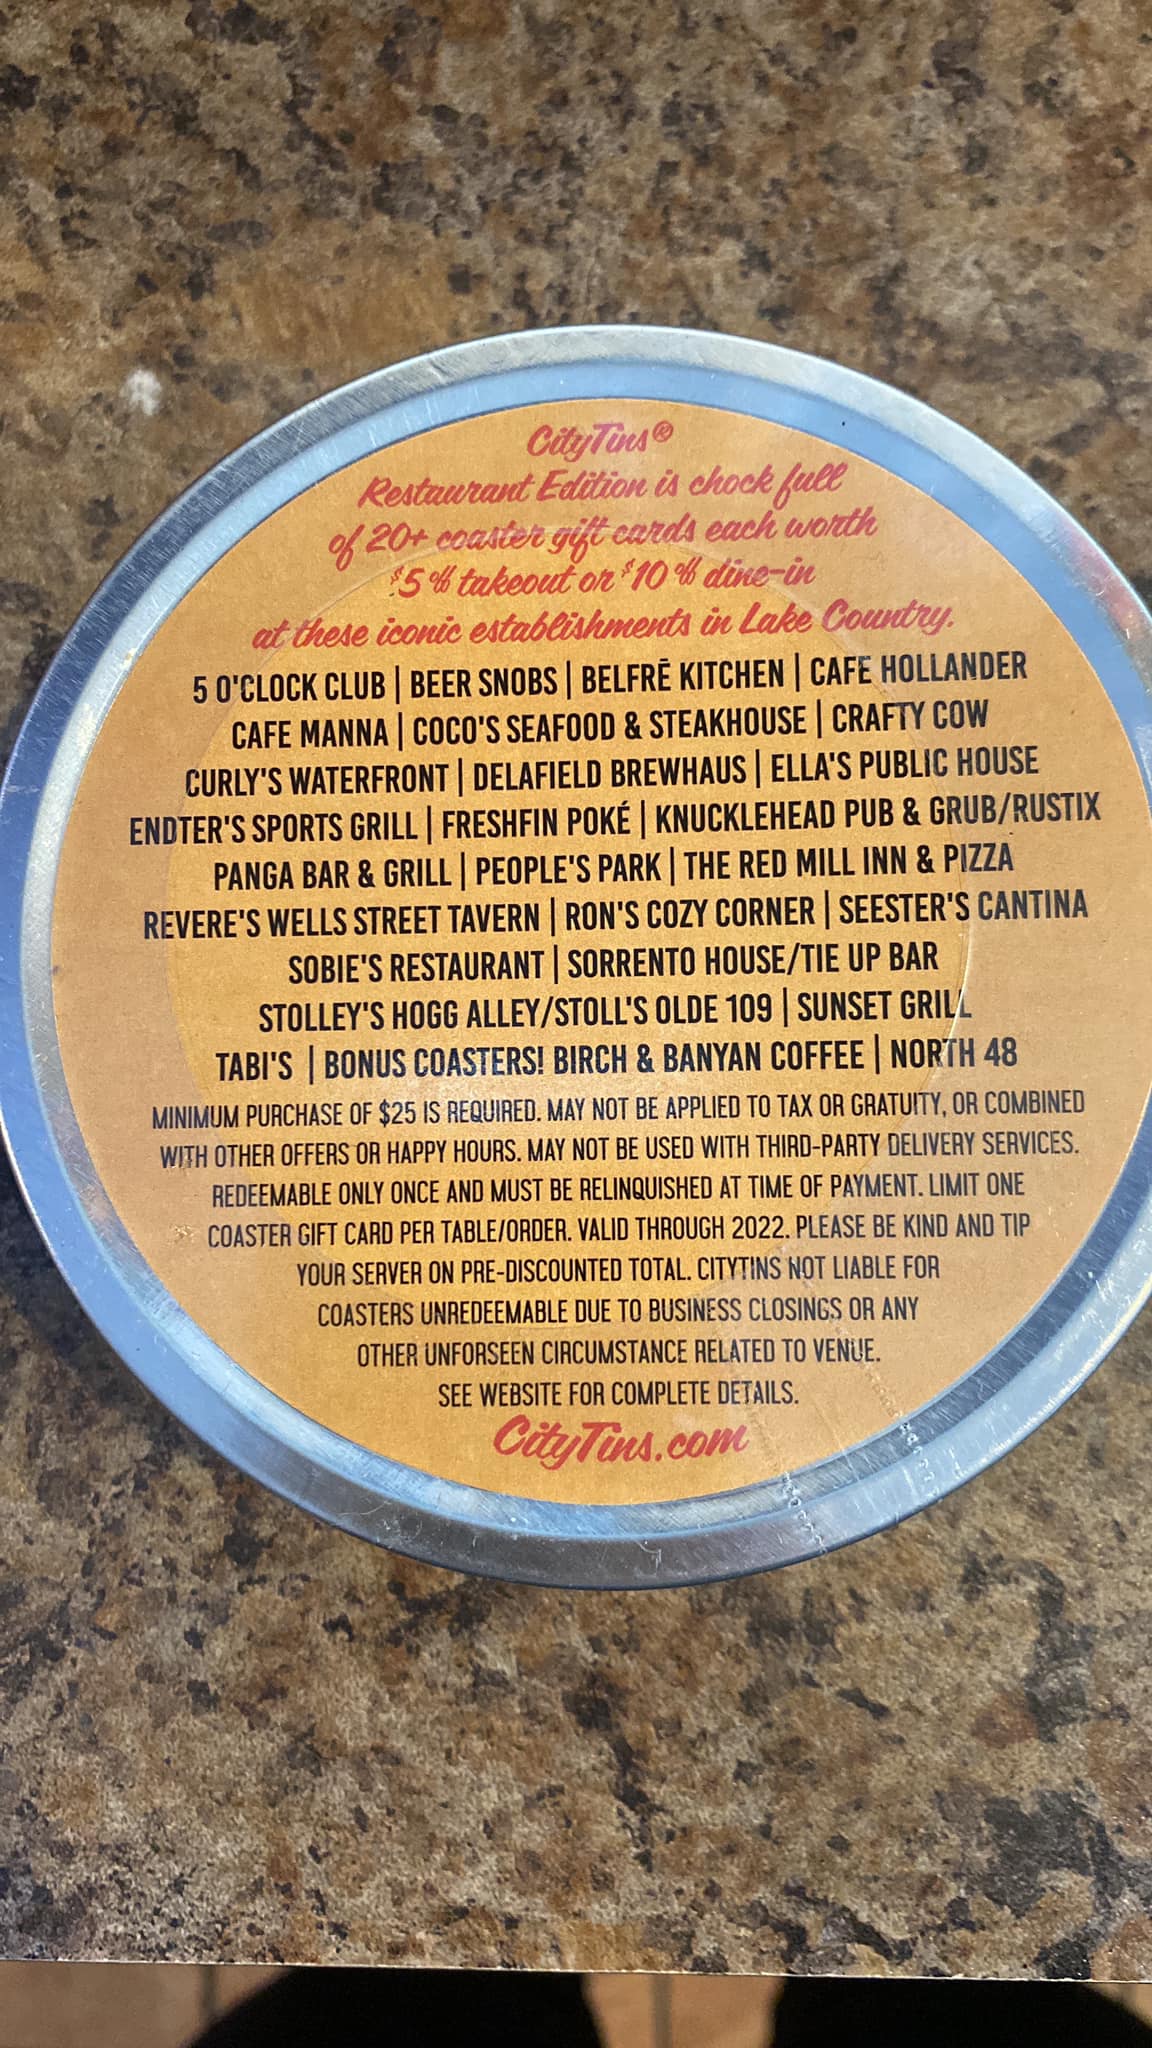 CityTins®
Restaurant Edition is chock full
of 20+ coaster gift cards each worth
$5 off takeout or $10 off dine-in
at these iconic establishments in Lake Country.
5 O'CLOCK CLUB | BEER SNOBS | BELFRĒ KITCHEN | CAFE HOLLANDER
CAFE MANNA | COCO'S SEAFOOD & STEAKHOUSE | CRAFTY COW
CURLY'S WATERFRONT | DELAFIELD BREWHAUS | ELLA'S PUBLIC HOUSE
ENDTER'S SPORTS GRILL | FRESHFIN POKÉ | KNUCKLEHEAD PUB & GRUB/RUSTIX
PANGA BAR & GRILL | PEOPLE'S PARK | THE RED MILL INN & PIZZA
REVERE'S WELLS STREET TAVERN | RON'S COZY CORNER | SEESTER'S CANTINA
SOBIE'S RESTAURANT | SORRENTO HOUSE/TIE UP BAR
STOLLEY'S HOGG ALLEY/STOLL'S OLDE 109 | SUNSET GRILL
TABI'S | BONUS COASTERS! BIRCH & BANYAN COFFEE | NORTH 48
MINIMUM PURCHASE OF $25 IS REQUIRED. MAY NOT BE APPLIED TO TAX OR GRATUITY, OR COMBINED
WITH OTHER OFFERS OR HAPPY HOURS. MAY NOT BE USED WITH THIRD-PARTY DELIVERY SERVICES.
REDEEMABLE ONLY ONCE AND MUST BE RELINQUISHED AT TIME OF PAYMENT. LIMIT ONE
COASTER GIFT CARD PER TABLE/ORDER. VALID THROUGH 2022. PLEASE BE KIND AND TIP
YOUR SERVER ON PRE-DISCOUNTED TOTAL. CITYTINS NOT LIABLE FOR
COASTERS UNREDEEMABLE DUE TO BUSINESS CLOSINGS OR ANY
OTHER UNFORSEEN CIRCUMSTANCE RELATED TO VENUE.
SEE WEBSITE FOR COMPLETE DETAILS.
CityTins.com